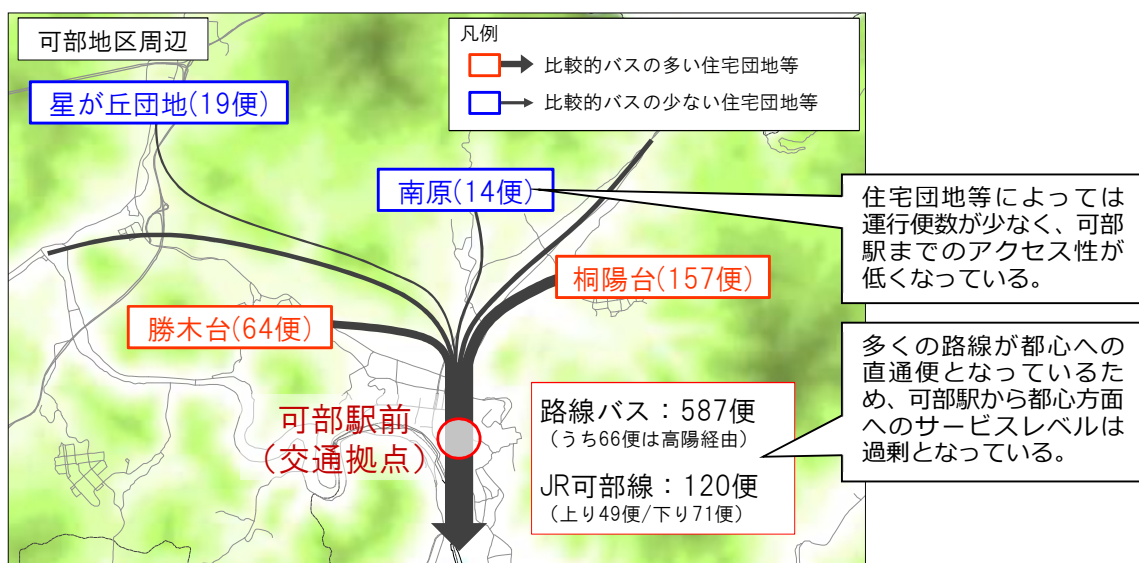 可部地区周辺
凡例
比較的バスの多い住宅団地等
比較的バスの少ない住宅団地等
星が丘団地(19便)
南原(14便)
桐陽台(157便)
勝木台(64便)
可部駅前
(交通拠点)
路線バス：587便
(うち66便は高陽経由)
JR可部線：120便
(上り49便/下り71便)
住宅団地等によっては
運行便数が少なく、可部
駅までのアクセス性が
低くなっている。
多くの路線が都心への
直通便となっているた
め、可部駅から都心方面
へのサービスレベルは
過剰となっている。